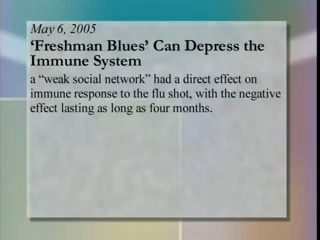 May 6, 2005
‘Freshman Blues’ Can Depress the
Immune System
a “weak social network” had a direct effect on
immune response to the flu shot, with the negative
effect lasting as long as four months.